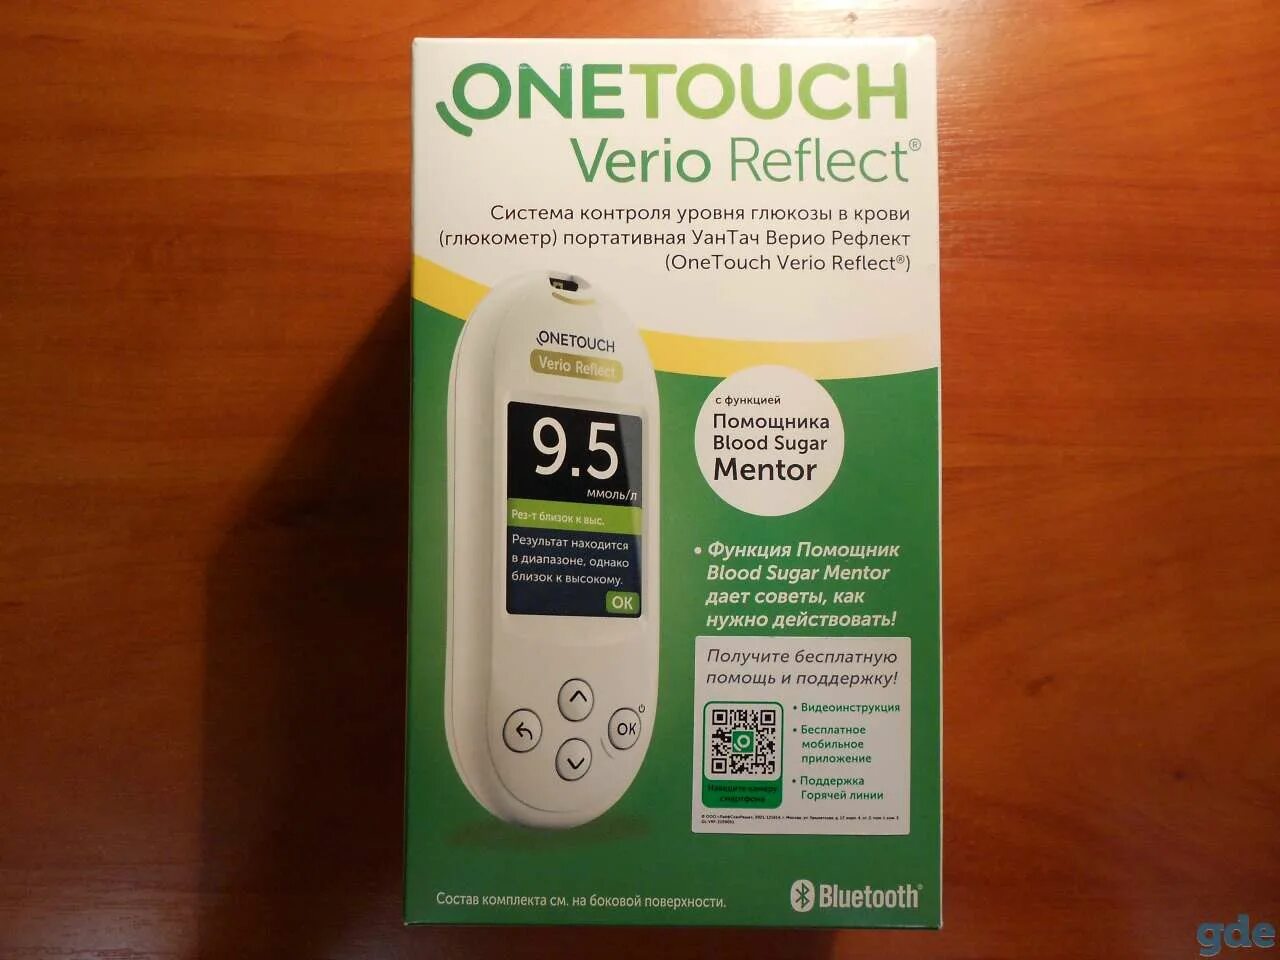 ONETOUCH
Verio Reflect®
Система контроля уровня глюкозы в крови
(глюкометр) портативная УанТач Верио Рефлект
(OneTouch Verio Reflect®)
ONETOUCH
Verio Reflect
9.5
ммоль/л
Рез-т близок к выс.
Результат находится
в диапазоне, однако
близок к высокому.
OK
OK
с функцией
Помощника
Blood Sugar
Mentor
• Функция Помощник
Blood Sugar Mentor
дает советы, как
нужно действовать!
Получите бесплатную
помощь и поддержку!
• Видеоинструкция
• Бесплатное
мобильное
приложение
• Поддержка
Горячей линии
Наведите камеру
смартфона
Состав комплекта см. на боковой поверхности.
Bluetooth®
gde